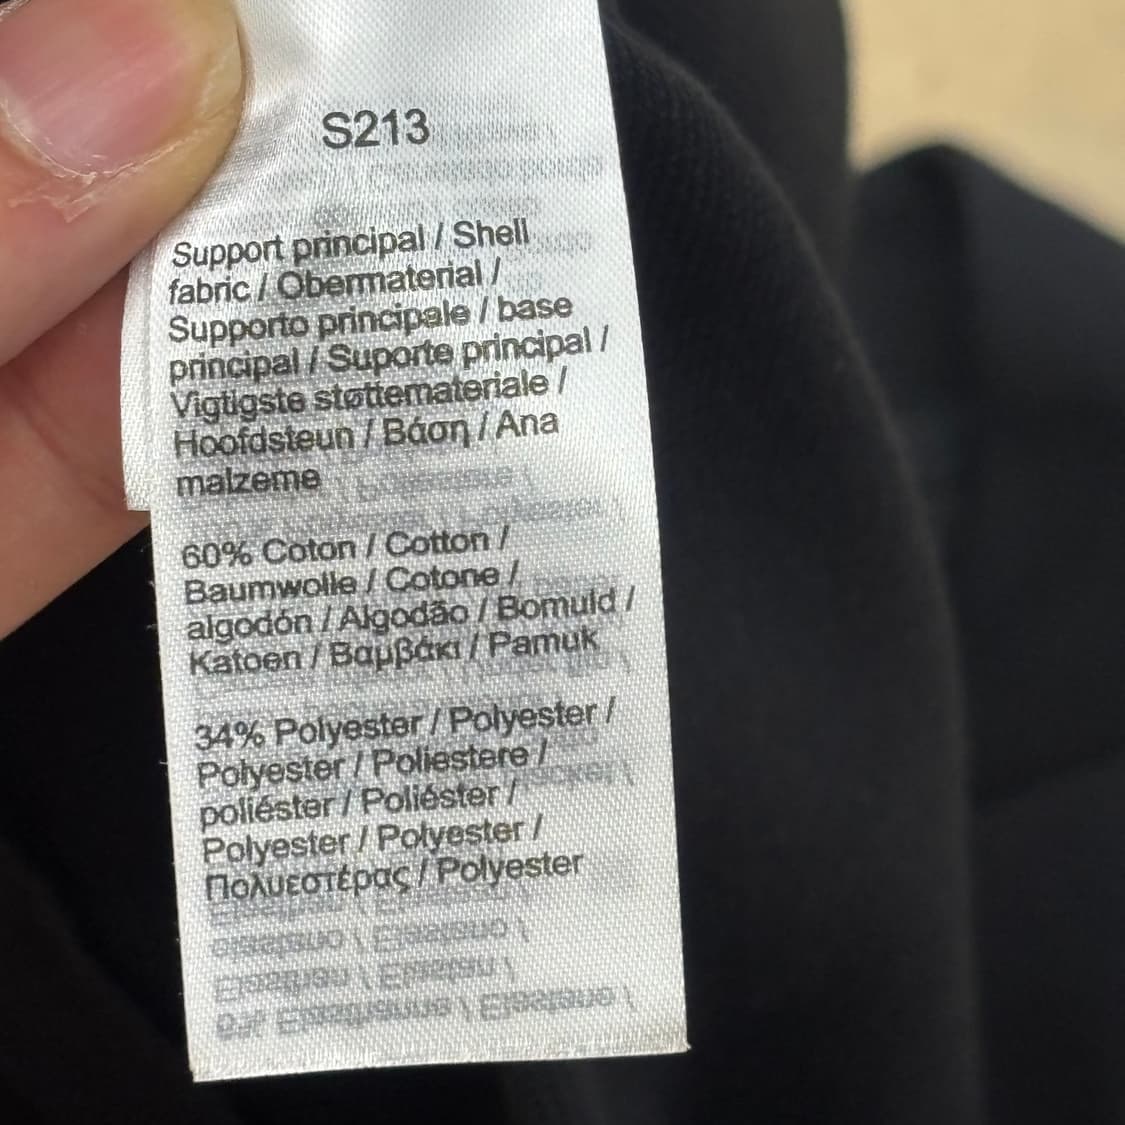 S213
Support principal / Shell
fabric / Obermaterial /
Supporto principale / base
principal / Suporte principal /
Vigtigste støttemateriale /
Hoofdsteun / Βάση / Ana
malzeme
60% Coton / Cotton /
Baumwolle / Cotone /
algodón / Algodão / Bomuld /
Katoen / Βαμβάκι / Pamuk
34% Polyester / Polyester /
Polyester / Poliestere /
poliéster / Poliéster /
Polyester / Polyester /
Πολυεστέρας / Polyester